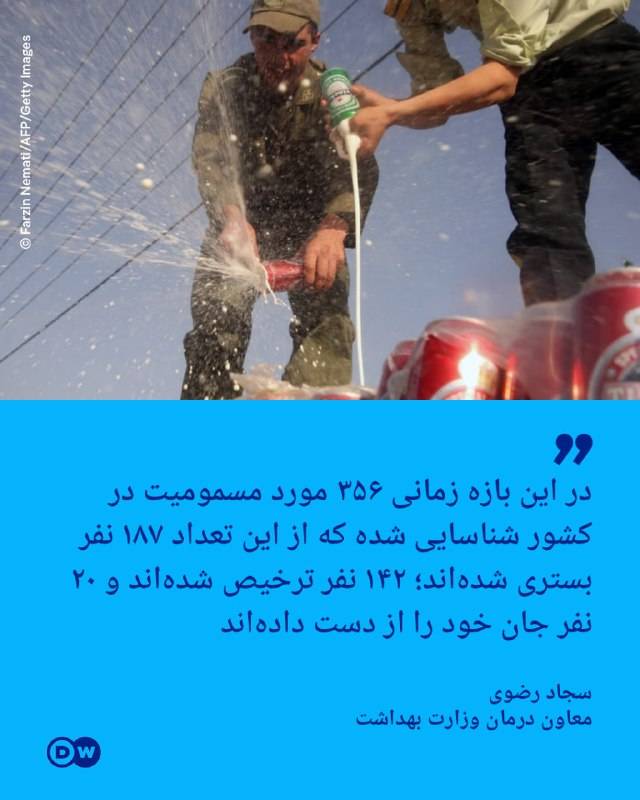 © Farzin Nemati/AFP/Getty Images
”
در این بازه زمانی ۳۵۶ مورد مسمومیت در
کشور شناسایی شده که از این تعداد ۱۸۷ نفر
بستری شده‌اند؛ ۱۴۲ نفر ترخیص شده‌اند و ۲۰
نفر جان خود را از دست داده‌اند
سجاد رضوی
معاون درمان وزارت بهداشت
DW